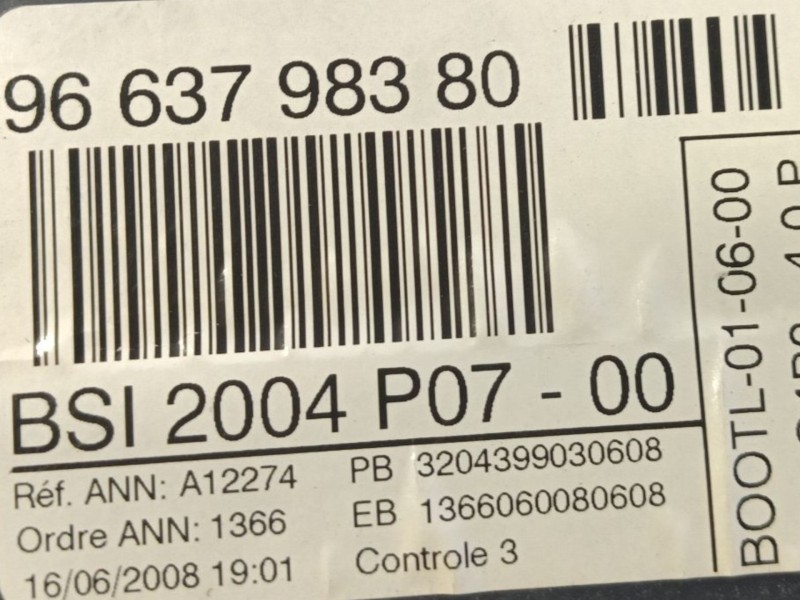 96 637 983 80
BSI 2004 P07 - 00
Réf. ANN: A12274
PB 3204399030608
Ordre ANN: 1366
EB 1366060080608
16/06/2008 19:01
Controle 3
BOOTL-01-06-00